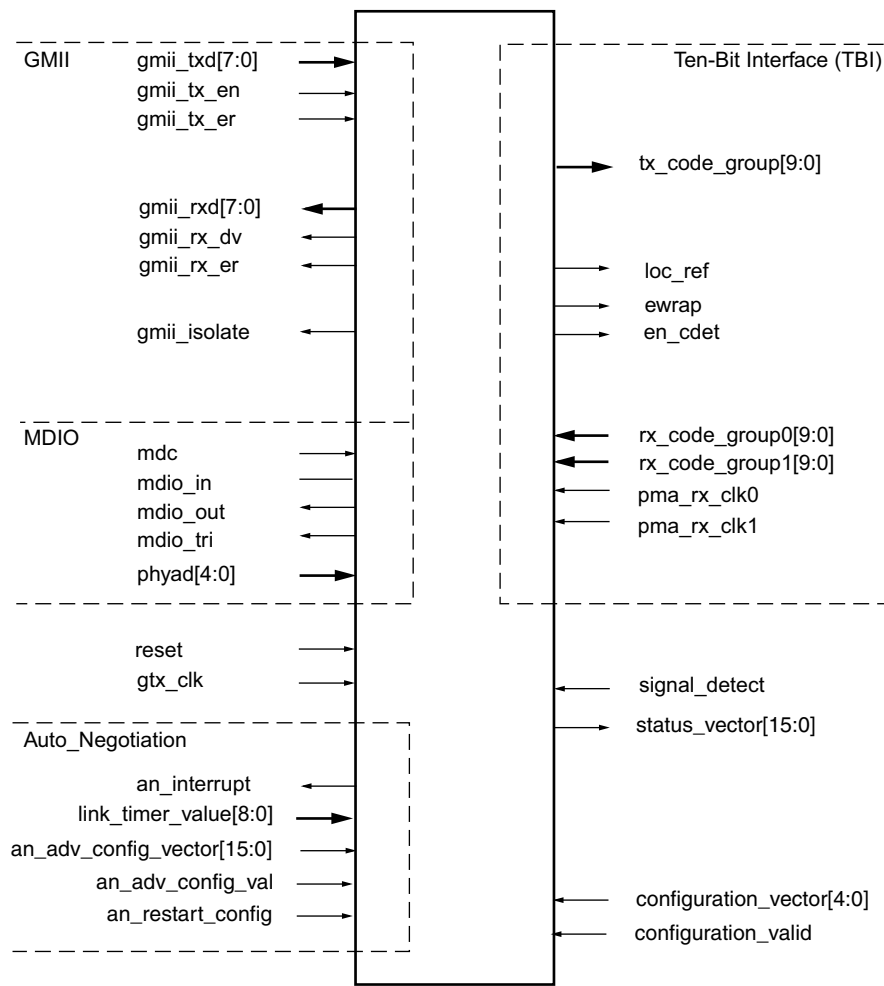 GMII
gmii_txd[7:0]
gmii_tx_en
gmii_tx_er
gmii_rxd[7:0]
gmii_rx_dv
gmii_rx_er
gmii_isolate
MDIO
mdc
mdio_in
mdio_out
mdio_tri
phyad[4:0]
reset
gtx_clk
Auto_Negotiation
an_interrupt
link_timer_value[8:0]
an_adv_config_vector[15:0]
an_adv_config_val
an_restart_config
Ten-Bit Interface (TBI)
tx_code_group[9:0]
loc_ref
ewrap
en_cdet
rx_code_group0[9:0]
rx_code_group1[9:0]
pma_rx_clk0
pma_rx_clk1
signal_detect
status_vector[15:0]
configuration_vector[4:0]
configuration_valid